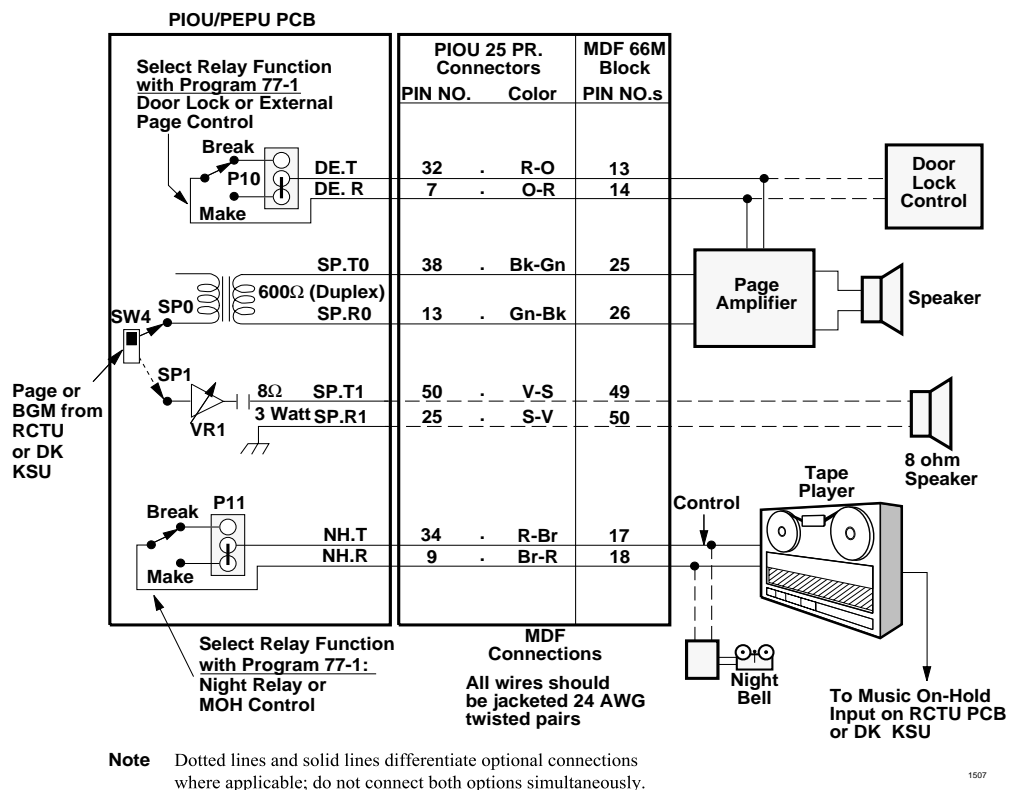 PIOU/PEPU PCB
Select Relay Function
with Program 77-1
Door Lock or External
Page Control
Break
P10
Make
DE.T
DE. R
PIOU 25 PR.
Connectors
PIN NO. Color
MDF 66M
Block
PIN NO.s
32 . R-O 13
7 . O-R 14
Door
Lock
Control
SP.T0 38 . Bk-Gn 25
600Ω (Duplex)
SP.R0 13 . Gn-Bk 26
SW4
SP0
SP1
Page
Amplifier
Speaker
Page or
BGM from
RCTU
or DK
KSU
VR1
8Ω
3 Watt
SP.T1 50 . V-S 49
SP.R1 25 . S-V 50
8 ohm
Speaker
Break
P11
Make
NH.T 34 . R-Br 17
NH.R 9 . Br-R 18
Control
Tape
Player
Select Relay Function
with Program 77-1:
Night Relay or
MOH Control
MDF
Connections
All wires should
be jacketed 24 AWG
twisted pairs
Night
Bell
To Music On-Hold
Input on RCTU PCB
or DK KSU
Note Dotted lines and solid lines differentiate optional connections
where applicable; do not connect both options simultaneously.
1507